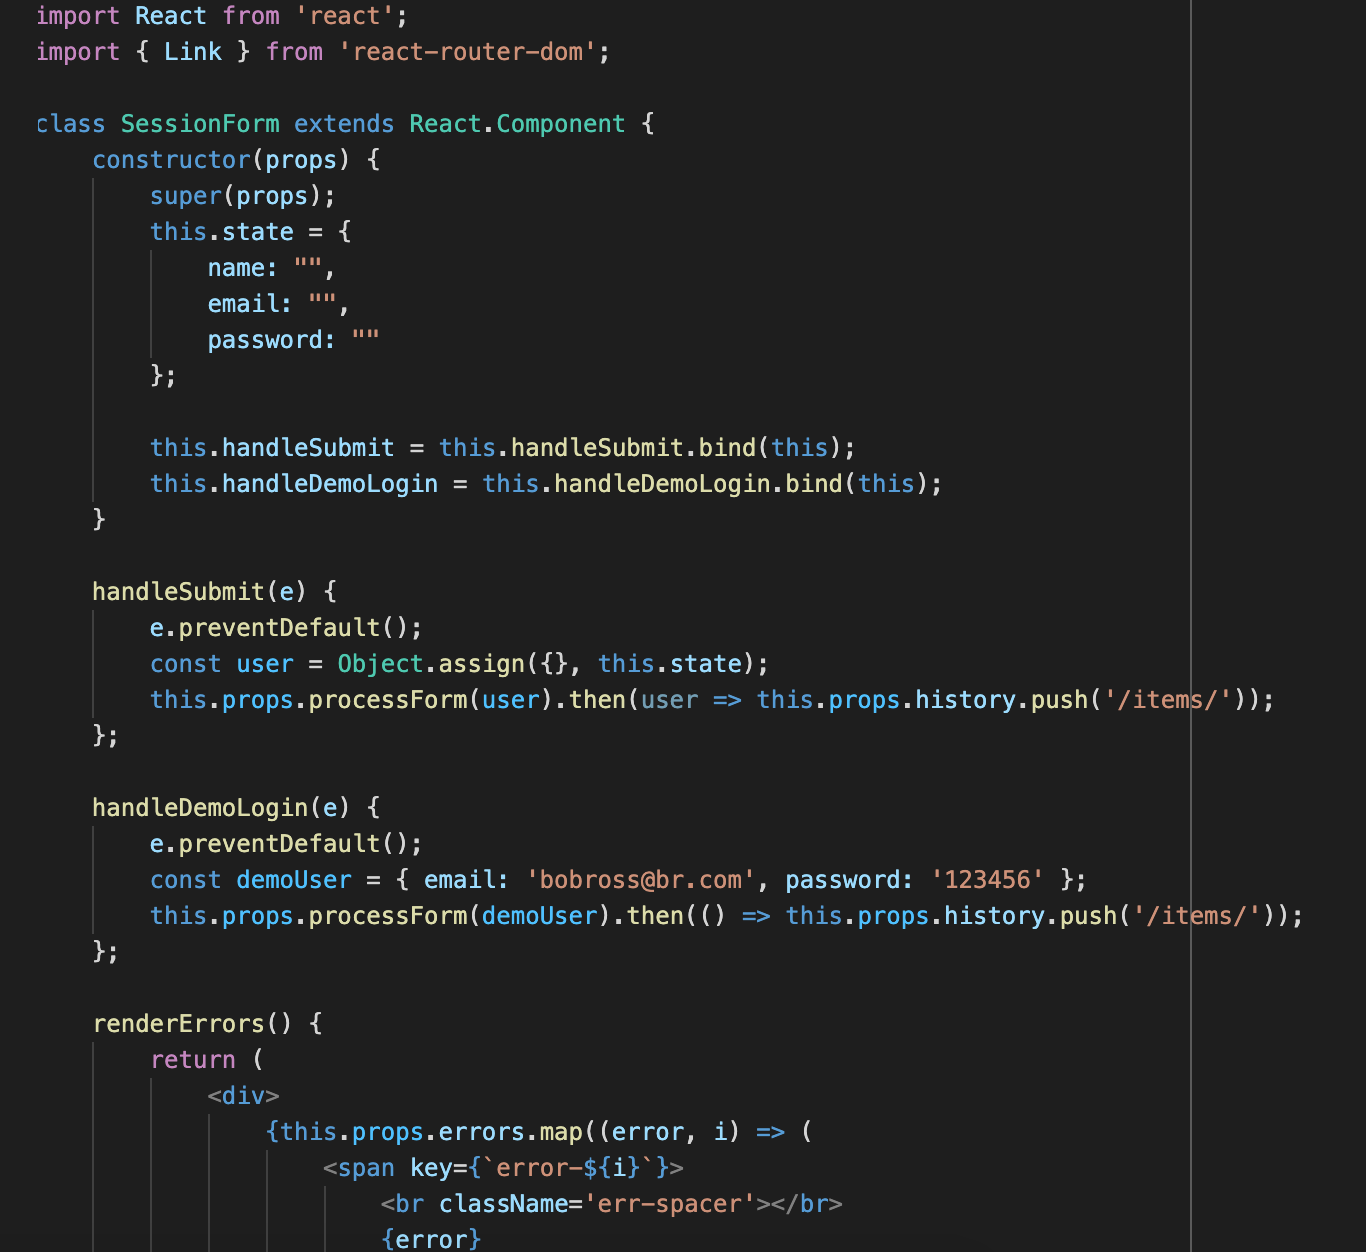 import React from 'react';
import { Link } from 'react-router-dom';
class SessionForm extends React.Component {
constructor(props) {
super(props);
this.state = {
name: "",
email: "",
password: ""
};
this.handleSubmit = this.handleSubmit.bind(this);
this.handleDemoLogin = this.handleDemoLogin.bind(this);
}
handleSubmit(e) {
e.preventDefault();
const user = Object.assign({}, this.state);
this.props.processForm(user).then(user => this.props.history.push('/items/'));
};
handleDemoLogin(e) {
e.preventDefault();
const demoUser = { email: 'bobross@br.com', password: '123456' };
this.props.processForm(demoUser).then(() => this.props.history.push('/items/'));
};
renderErrors() {
return (
<div>
{this.props.errors.map((error, i) => (
<span key={`error-${i}`}>
<br className='err-spacer'></br>
{error}